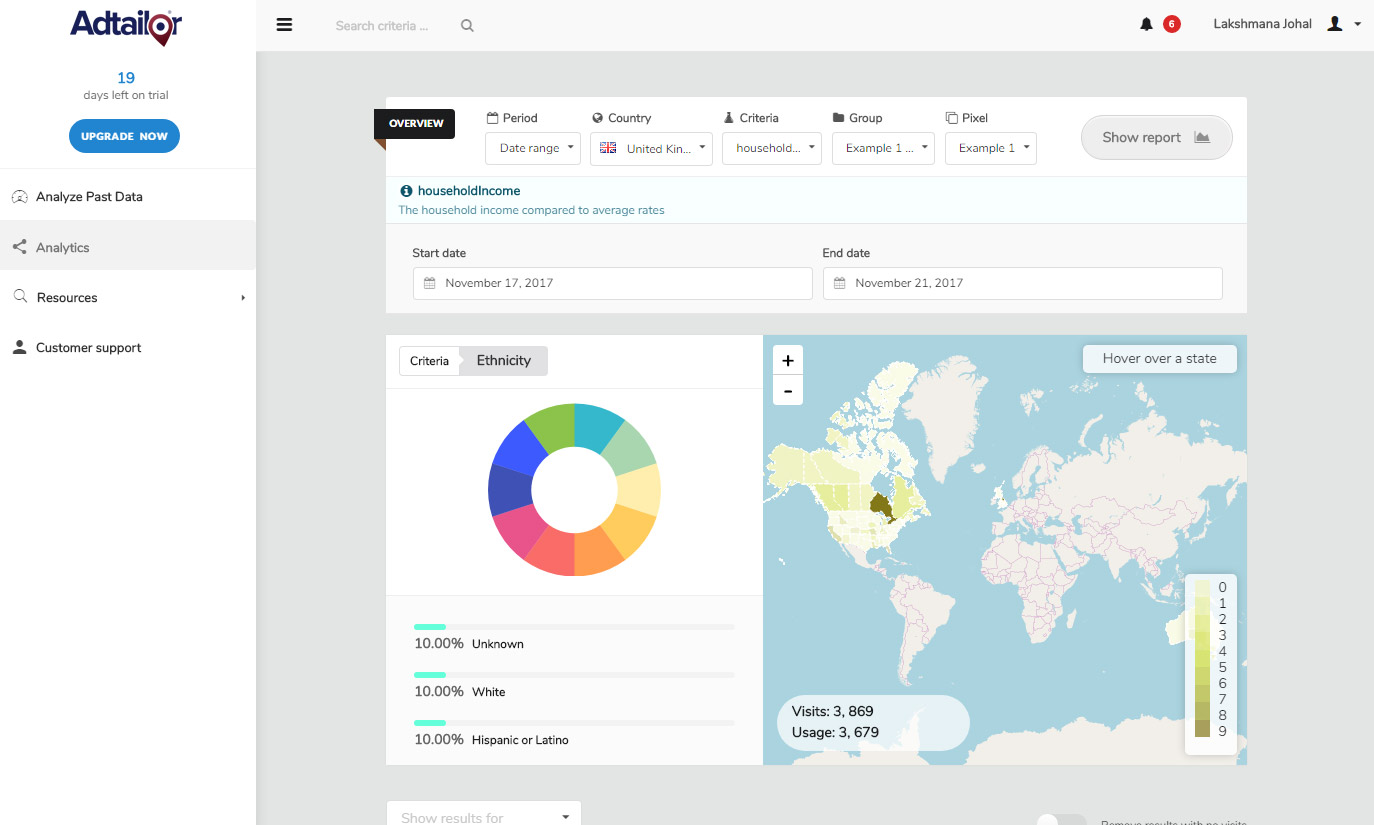 Adtailor
Search criteria ...
6
Lakshmana Johal
19
days left on trial
UPGRADE NOW
Analyze Past Data
Analytics
Resources
Customer support
OVERVIEW
Period
Country
Criteria
Group
Pixel
Date range
United Kin...
household...
Example 1 ...
Example 1
Show report
householdIncome
The household income compared to average rates
Start date
End date
November 17, 2017
November 21, 2017
Criteria
Ethnicity
10.00% Unknown
10.00% White
10.00% Hispanic or Latino
+
-
Hover over a state
Visits: 3, 869
Usage: 3, 679
0
1
2
3
4
5
6
7
8
9
Show results for
Remove results with no visits